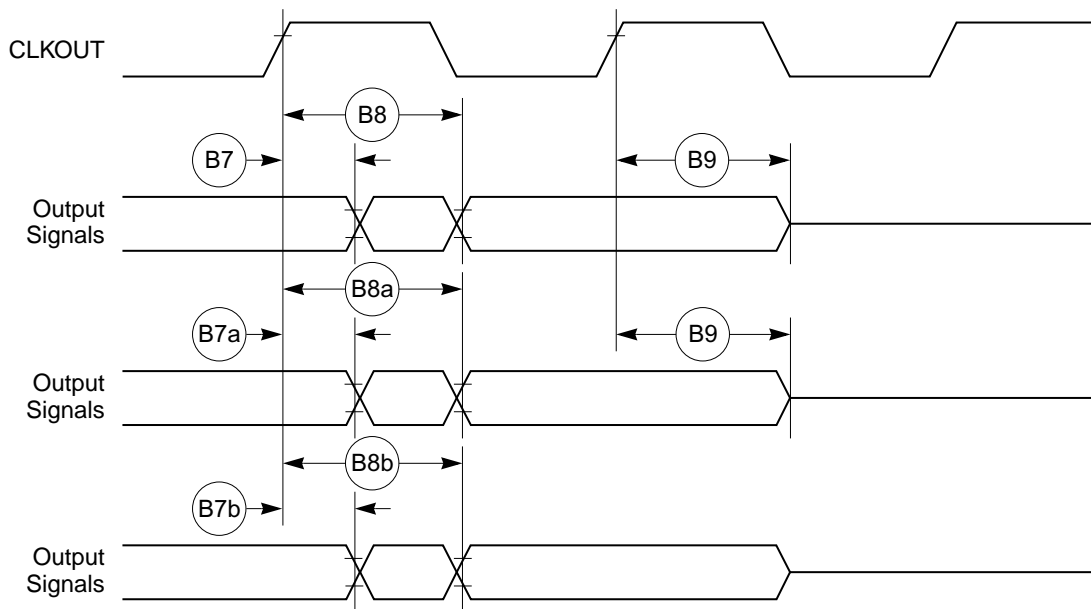 CLKOUT
B8
B7
B9
Output
Signals
B8a
B7a
B9
Output
Signals
B8b
B7b
Output
Signals